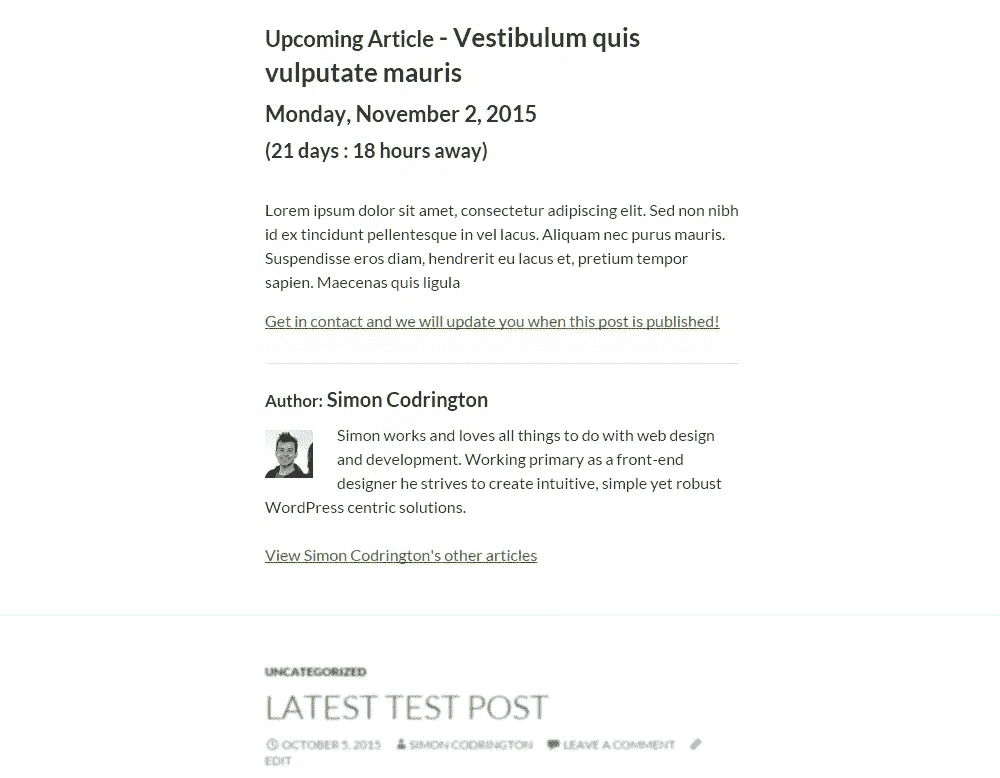 Upcoming Article - Vestibulum quis
vulputate mauris
Monday, November 2, 2015
(21 days : 18 hours away)
Lorem ipsum dolor sit amet, consectetur adipiscing elit. Sed non nibh
id ex tincidunt pellentesque in vel lacus. Aliquam nec purus mauris.
Suspendisse eros diam, hendrerit eu lacus et, pretium tempor
sapien. Maecenas quis ligula
Get in contact and we will update you when this post is published!
Author: Simon Codrington
Simon works and loves all things to do with web design
and development. Working primary as a front-end
designer he strives to create intuitive, simple yet robust
WordPress centric solutions.
View Simon Codrington's other articles
UNCATEGORIZED
LATEST TEST POST
OCTOBER 5, 2015 SIMON CODRINGTON LEAVE A COMMENT
EDIT